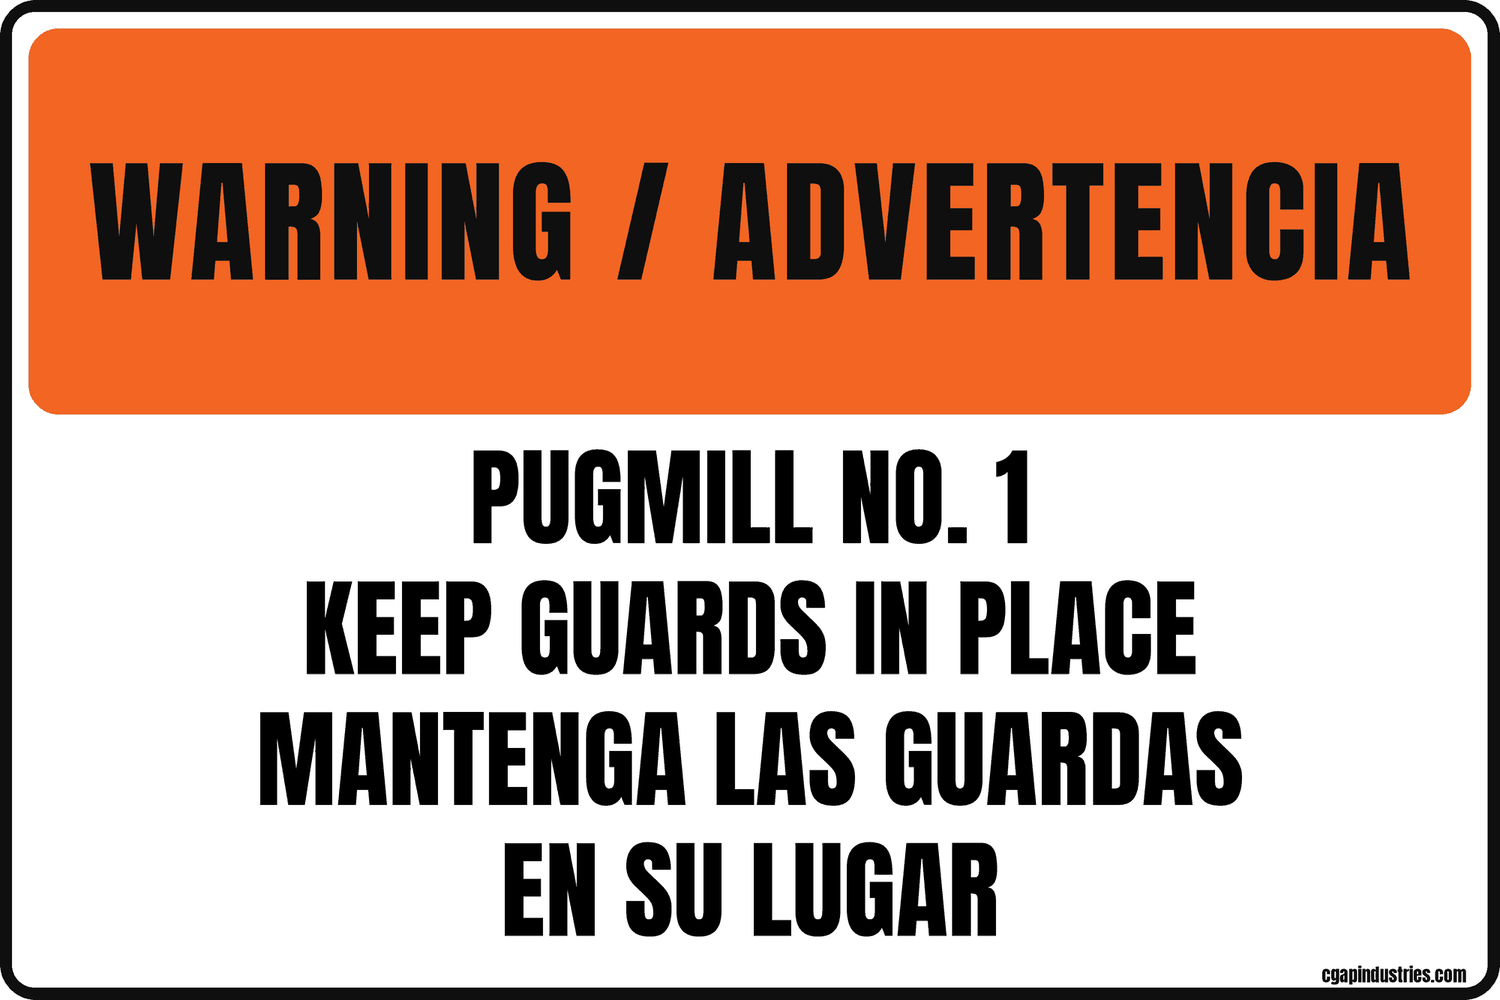 WARNING / ADVERTENCIA
PUGMILL NO. 1
KEEP GUARDS IN PLACE
MANTENGA LAS GUARDAS
EN SU LUGAR
cgapindustries.com